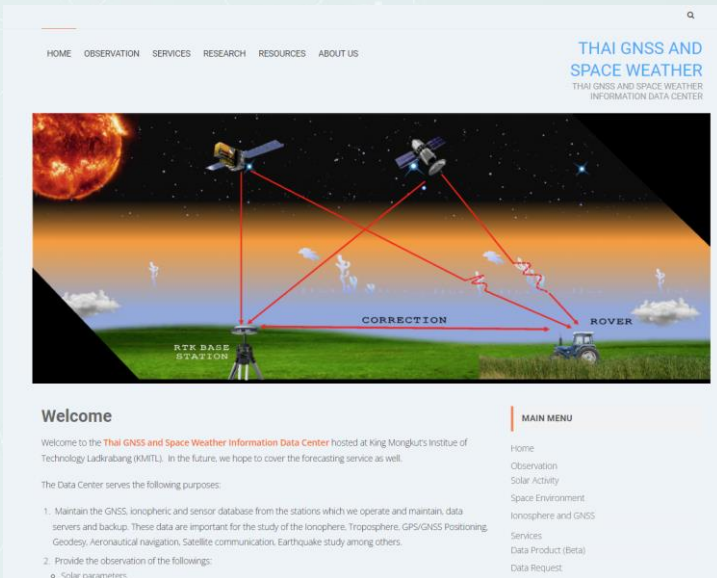 HOME OBSERVATION SERVICES RESEARCH RESOURCES ABOUT US
THAI GNSS AND
SPACE WEATHER
THAI GNSS AND SPACE WEATHER
INFORMATION DATA CENTER
CORRECTION
ROVER
RTK BASE
STATION
Welcome
Welcome to the Thai GNSS and Space Weather Information Data Center hosted at King Mongkut's Institue of
Technology Ladkrabang (KMITL). In the future, we hope to cover the forecasting service as well.
The Data Center serves the following purposes:
1. Maintain the GNSS, ionopheric and sensor database from the stations which we operate and maintain, data
servers and backup. These data are important for the study of the Ionophere, Troposphere, GPS/GNSS Positioning,
Geodesy, Aeronautical navigation, Satellite communication, Earthquake study among others.
2. Provide the observation of the followings:
Solar parameters
MAIN MENU
Home
Observation
Solar Activity
Space Environment
Ionosphere and GNSS
Services
Data Product (Beta)
Data Request